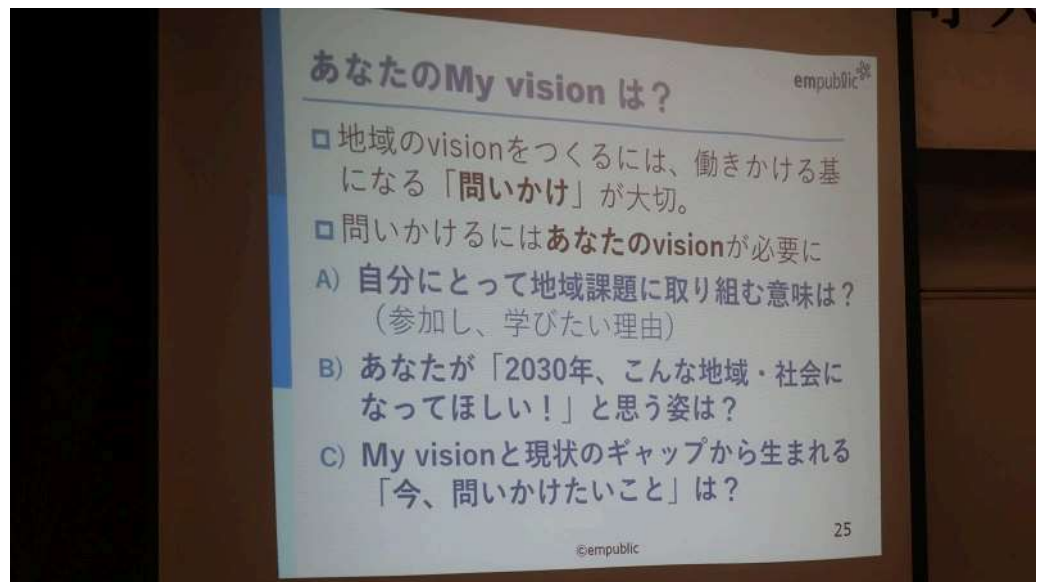 あなたのMy vision は？
empublic
地域のvisionをつくるには、働きかける基
になる「問いかけ」が大切。
問いかけるにはあなたのvisionが必要に
A) 自分にとって地域課題に取り組む意味は？
（参加し、学びたい理由）
B) あなたが「2030年、こんな地域・社会に
なってほしい！」と思う姿は？
C) My visionと現状のギャップから生まれる
「今、問いかけたいこと」は？
25
©empublic